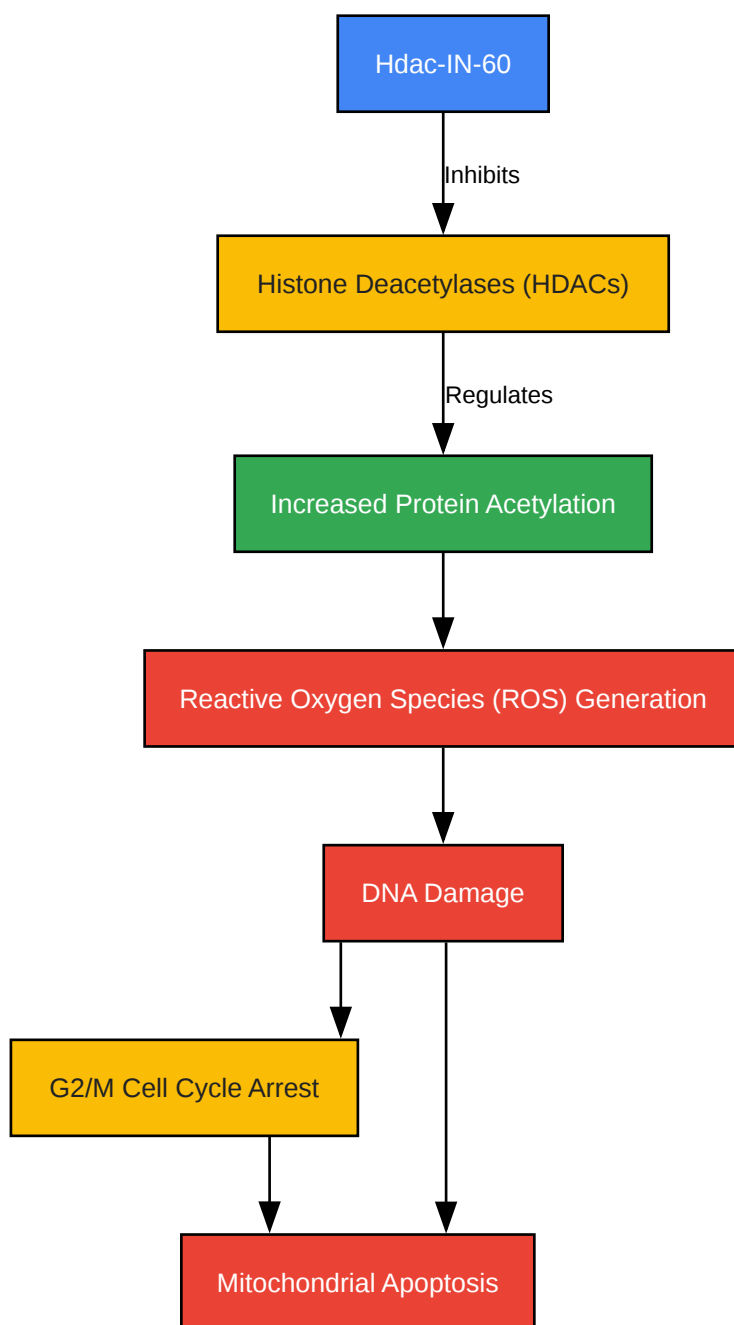 Hdac-IN-60
Inhibits
Histone Deacetylases (HDACs)
Regulates
Increased Protein Acetylation
Reactive Oxygen Species (ROS) Generation
DNA Damage
G2/M Cell Cycle Arrest
Mitochondrial Apoptosis